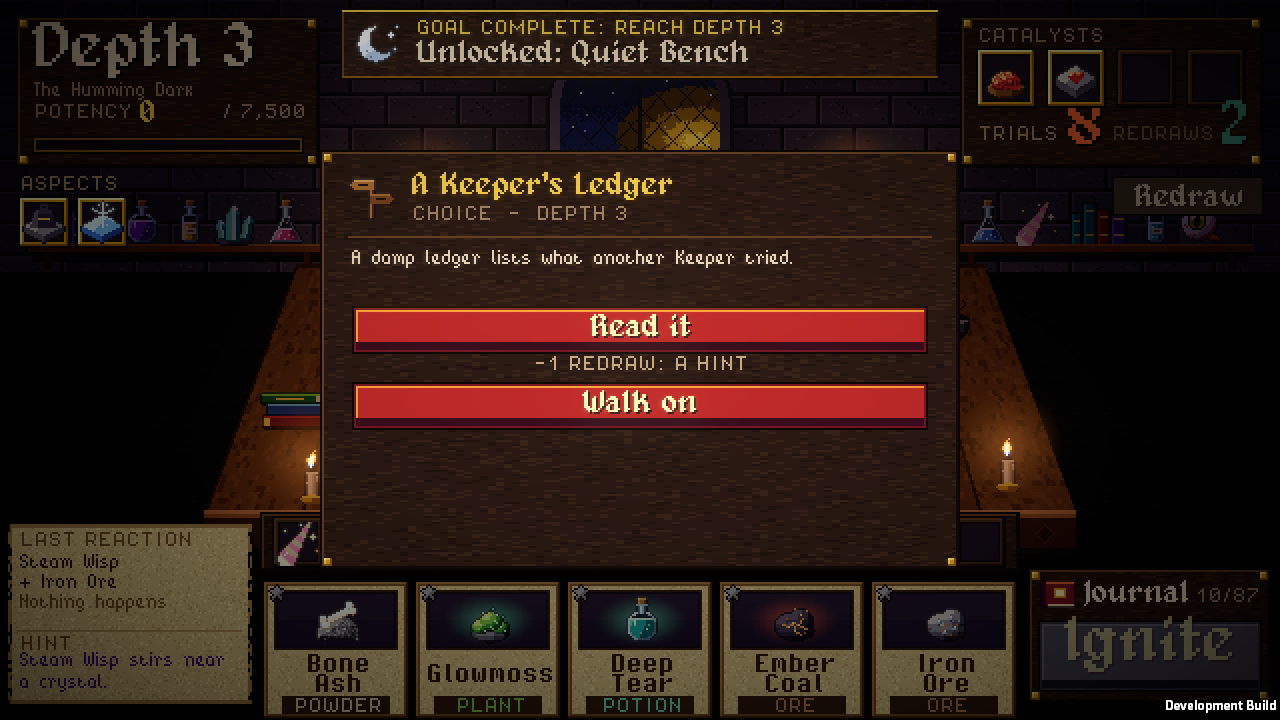 Depth 3
The Humming Dark
POTENCY 0 / 7,500
ASPECTS
GOAL COMPLETE: REACH DEPTH 3
Unlocked: Quiet Bench
CATALYSTS
TRIALS 8 REDRAWS 2
Redraw
A Keeper's Ledger
CHOICE - DEPTH 3
A damp ledger lists what another Keeper tried.
Read it
-1 REDRAW: A HINT
Walk on
LAST REACTION
Steam Wisp
+ Iron Ore
Nothing happens
HINT
Steam Wisp stirs near
a crystal.
Bone
Ash
POWDER
Glowmoss
PLANT
Deep
Tear
POTION
Ember
Coal
ORE
Iron
Ore
ORE
Journal 10/87
Ignite
Development Build